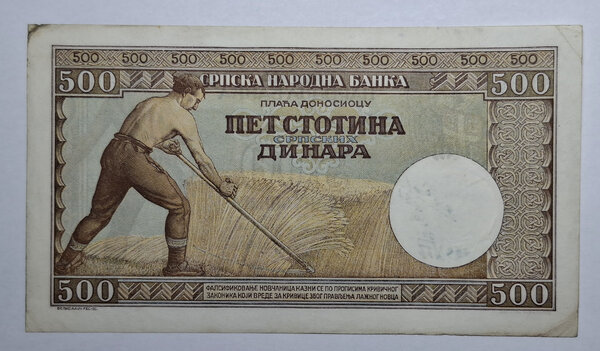 500 500 500 500 500 500 500 500 500 500
500 СРПСКА НАРОДНА БАНКА 500
ПЛАЋА ДОНОСИОЦУ
ПЕТ СТОТИНА
СРПСКИХ
ДИНАРА
500 500
ФАЛСИФИКОВАЊЕ НОВЧАНИЦА КАЗНИ СЕ ПО ПРОПИСИМА КРИВИЧНОГ
ЗАКОНИКА КОЈИ ВРЕДЕ ЗА КРИВИЦЕ ЗБОГ ПРАВЉЕЊА ЛАЖНОГ НОВЦА